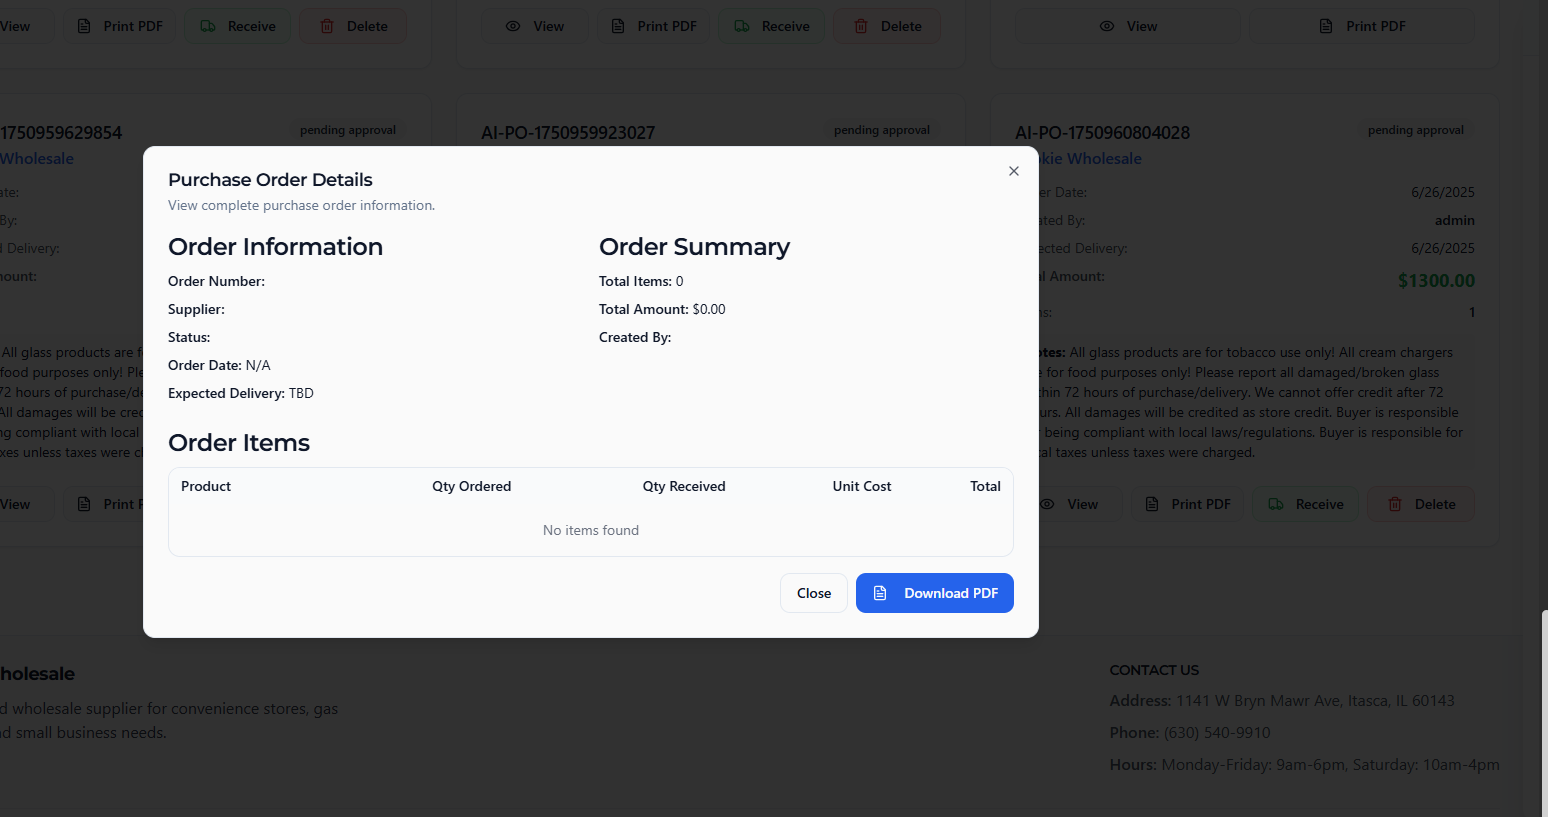 View Print PDF Receive Delete View Print PDF Receive Delete View Print PDF
1750959629854 pending approval AI-PO-1750959923027 pending approval AI-PO-1750960804028 pending approval
Wholesale kie Wholesale
Purchase Order Details
View complete purchase order information.
Order Information
Order Number:
Supplier:
Status:
Order Date: N/A
Expected Delivery: TBD
Order Summary
Total Items: 0
Total Amount: $0.00
Created By:
Order Items
Product Qty Ordered Qty Received Unit Cost Total
No items found
Close Download PDF
ate:
By:
d Delivery:
ount:
All glass products are f
food purposes only! Ple
72 hours of purchase/de
All damages will be cred
ng compliant with local
xes unless taxes were cl
View Print F
er Date: 6/26/2025
ated By: admin
ected Delivery: 6/26/2025
al Amount: $1300.00
ns: 1
otes: All glass products are for tobacco use only! All cream chargers
e for food purposes only! Please report all damaged/broken glass
thin 72 hours of purchase/delivery. We cannot offer credit after 72
urs. All damages will be credited as store credit. Buyer is responsible
r being compliant with local laws/regulations. Buyer is responsible for
cal taxes unless taxes were charged.
View Print PDF Receive Delete
holesale
d wholesale supplier for convenience stores, gas
nd small business needs.
CONTACT US
Address: 1141 W Bryn Mawr Ave, Itasca, IL 60143
Phone: (630) 540-9910
Hours: Monday-Friday: 9am-6pm, Saturday: 10am-4pm